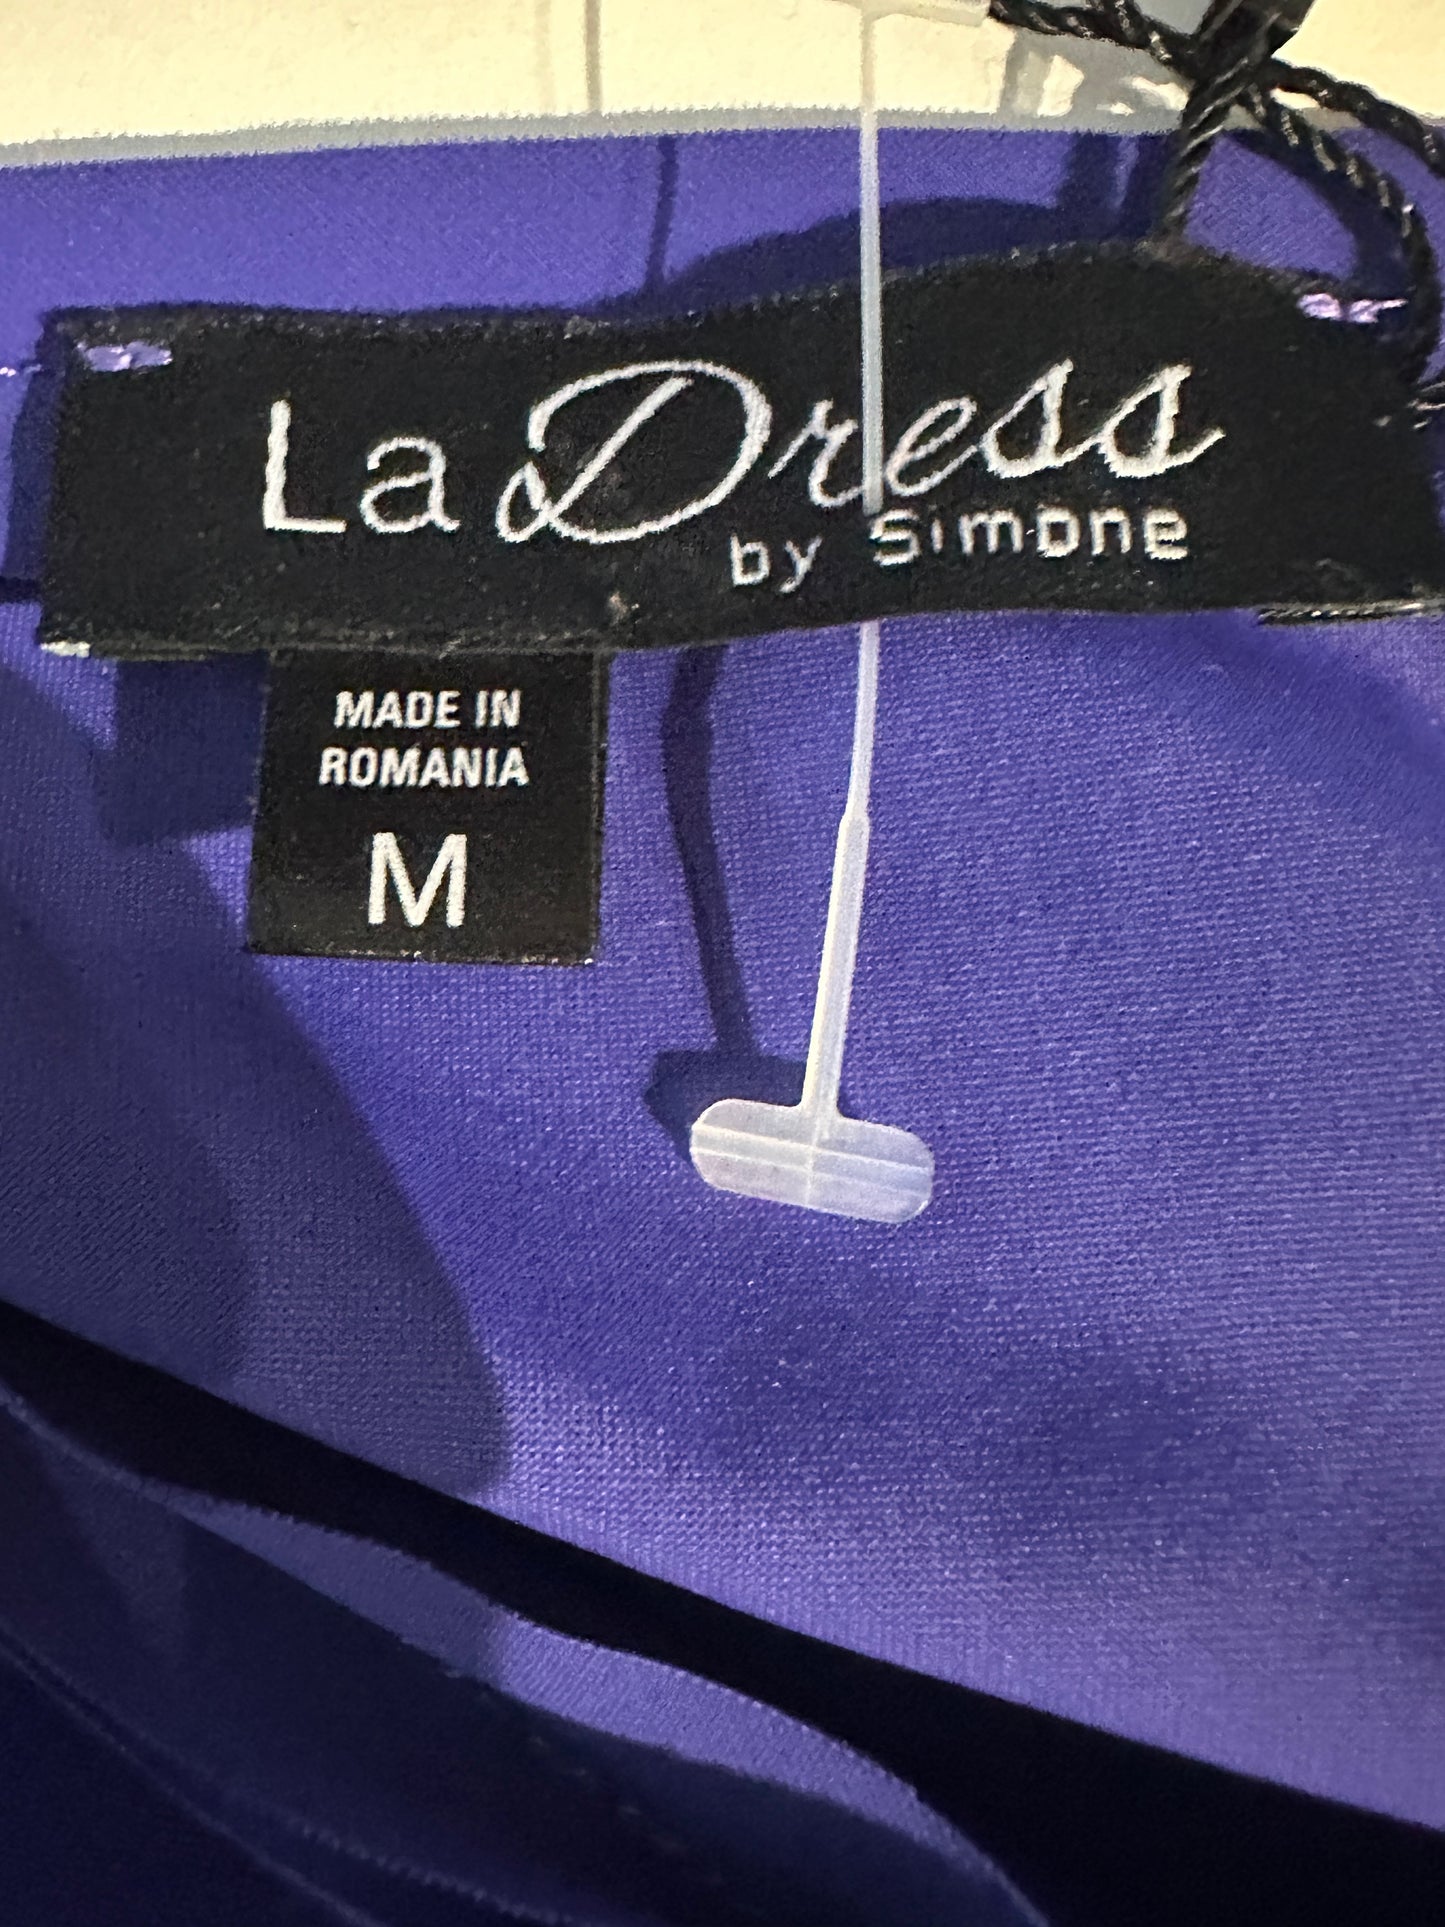 La Dress
by Simone
MADE IN
ROMANIA
M